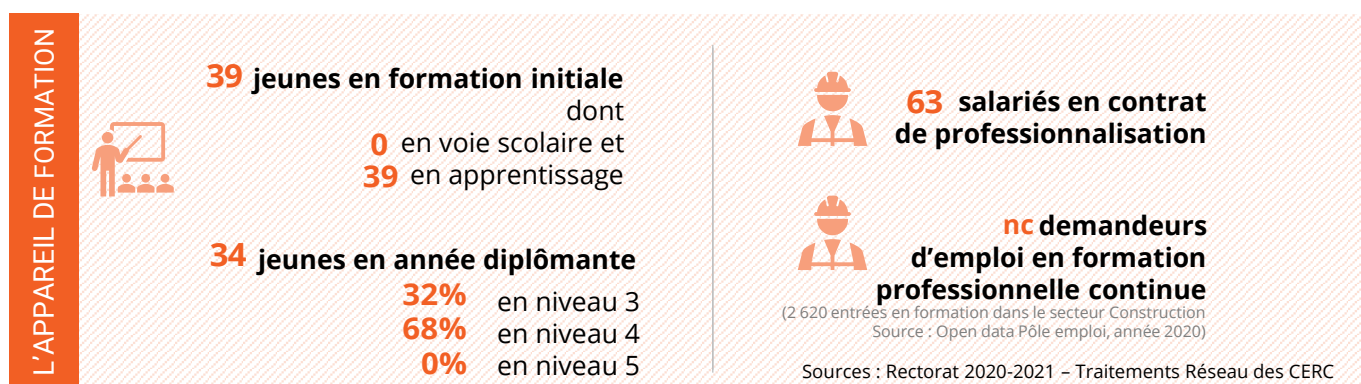 L'APPAREIL DE FORMATION
39 jeunes en formation initiale
dont
0 en voie scolaire et
39 en apprentissage
34 jeunes en année diplômante
32% en niveau 3
68% en niveau 4
0% en niveau 5
63 salariés en contrat
de professionnalisation
nc demandeurs
d’emploi en formation
professionnelle continue
(2 620 entrées en formation dans le secteur Construction
Source : Open data Pôle emploi, année 2020)
Sources : Rectorat 2020-2021 – Traitements Réseau des CERC